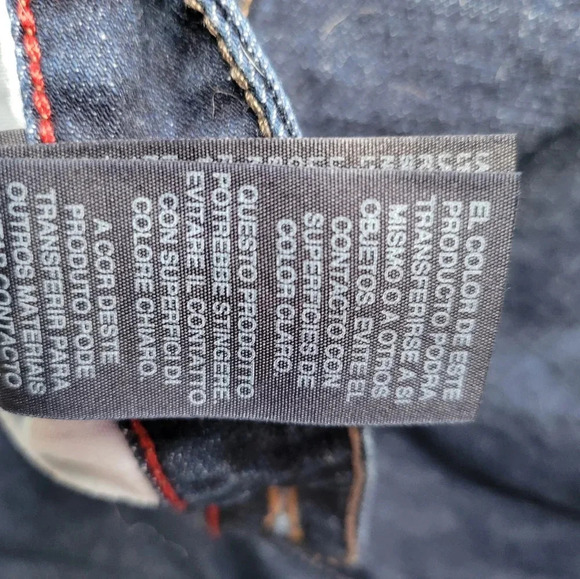 EL COLOR DE ESTE
PRODUCTO PODRA
TRANSFERIRSE A SI
MISMO O A OTROS
OBJETOS. EVITE EL
CONTACTO CON
SUPERFICIES DE
COLOR CLARO.
QUESTO PRODOTTO
POTREBBE STINGERE
EVITARE IL CONTATTO
CON SUPERFICI DI
COLORE CHIARO.
A COR DESTE
PRODUTO PODE
TRANSFERIR PARA
OUTROS MATERIAIS
CONTACTO